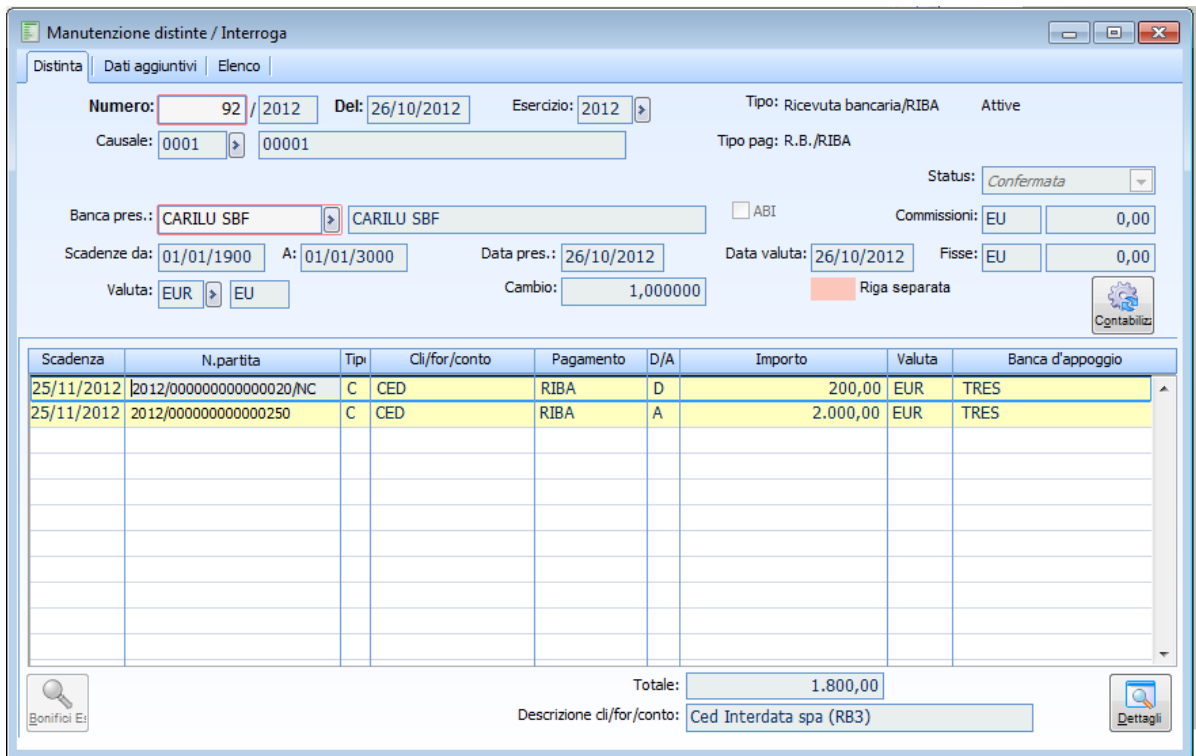 Manutenzione distinte / Interroga
Distinta Dati aggiuntivi Elenco
Numero: 92 / 2012 Del: 26/10/2012 Esercizio: 2012 Tipo: Ricevuta bancaria/RIBA Attive
Causale: 0001 00001 Tipo pag: R.B./RIBA
Status: Confermata
Banca pres.: CARILU SBF CARILU SBF ABI Commissioni: EU 0,00
Scadenze da: 01/01/1900 A: 01/01/3000 Data pres.: 26/10/2012 Data valuta: 26/10/2012 Fisse: EU 0,00
Valuta: EUR EU Cambio: 1,000000 Riga separata
Contabiliz
Scadenza N.partita Tip Cli/for/conto Pagamento D/A Importo Valuta Banca d'appoggio
25/11/2012 2012/000000000000020/NC C CED RIBA D 200,00 EUR TRES
25/11/2012 2012/000000000000250 C CED RIBA A 2.000,00 EUR TRES
Totale: 1.800,00
Bonifici Es Descrizione cli/for/conto: Ced Interdata spa (RB3) Dettagli